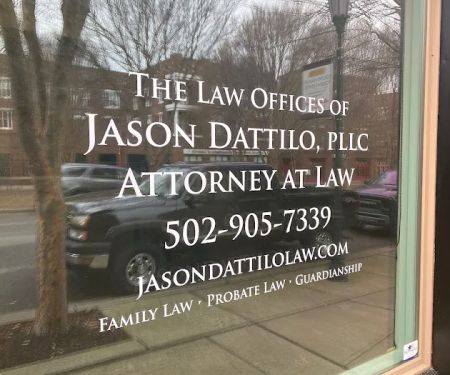 THE LAW OFFICES OF
JASON DATTILO, PLLC
ATTORNEY AT LAW
502-905-7339
JASONDATTILOLAW.COM
FAMILY LAW · PROBATE LAW · GUARDIANSHIP